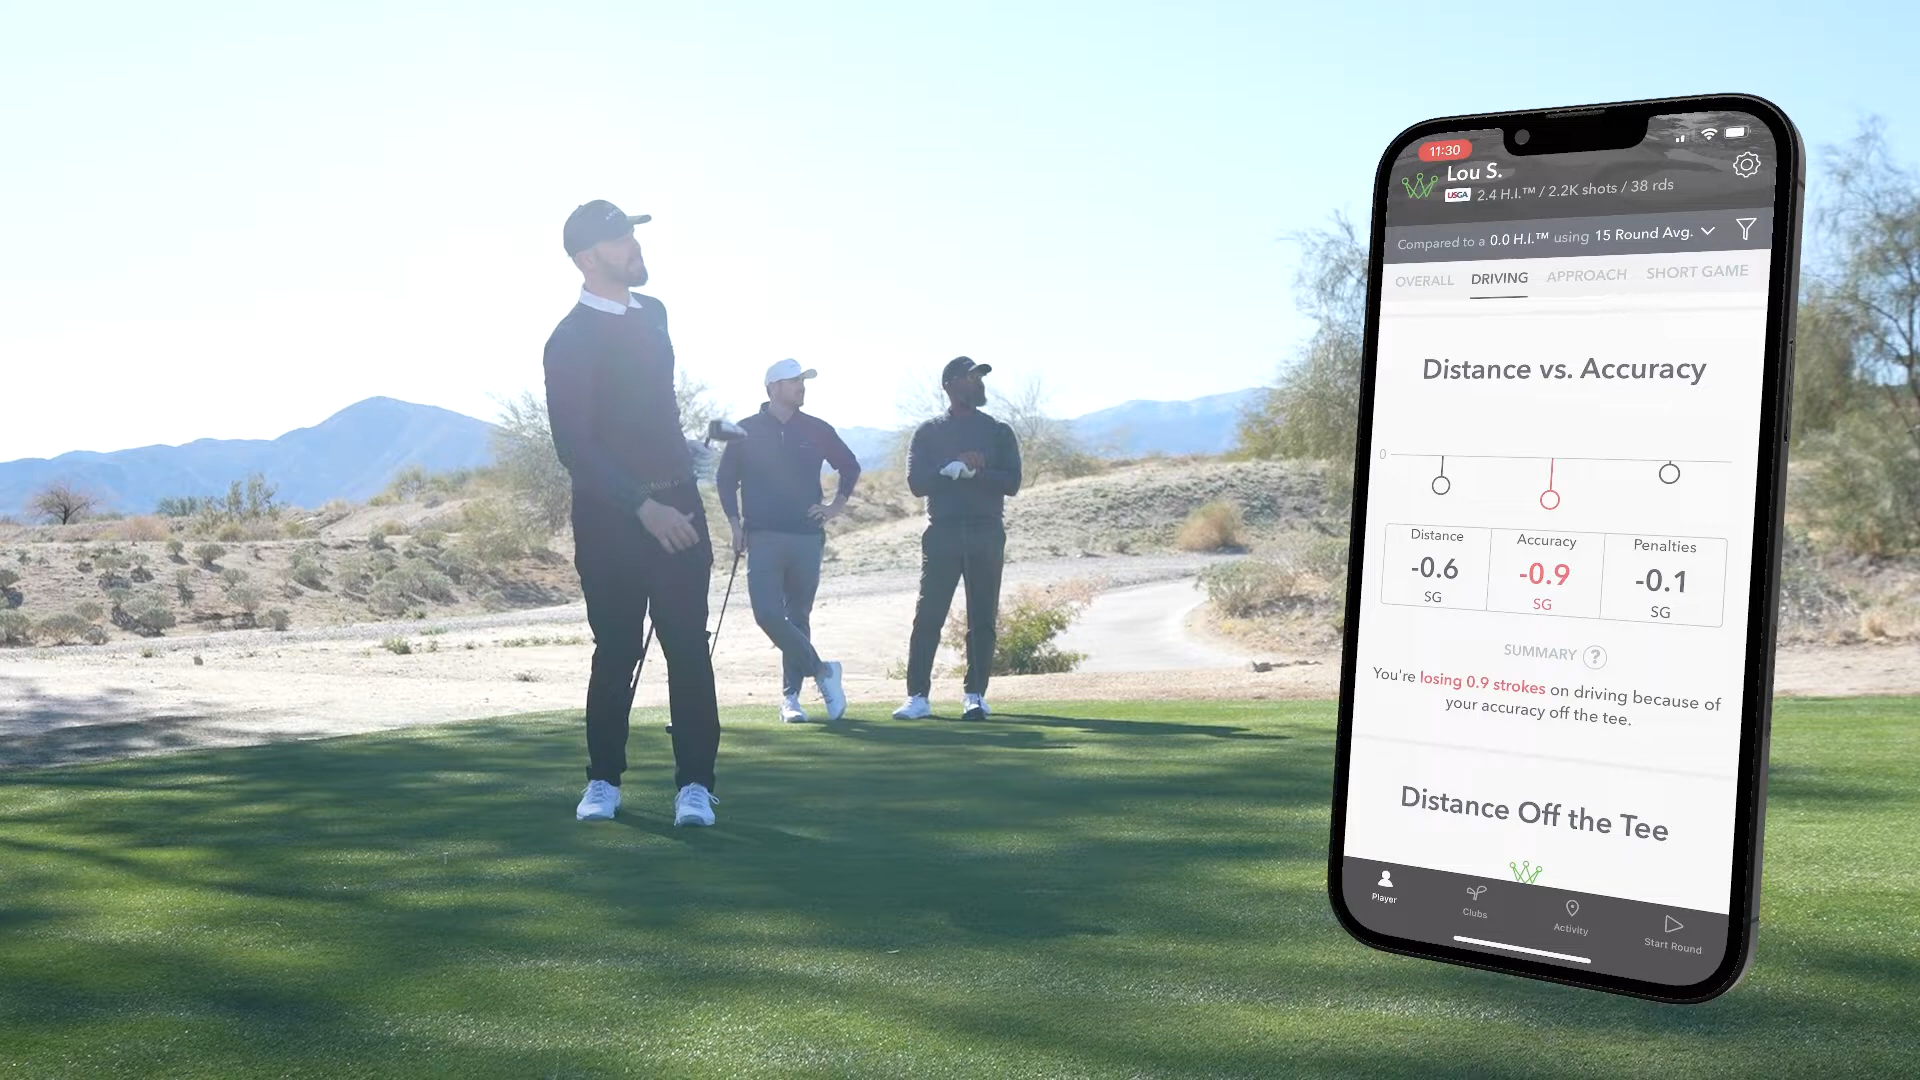 11:30
Lou S.
USGA 2.4 H.I.™ / 2.2K shots / 38 rds
Compared to a 0.0 H.I.™ using 15 Round Avg.
OVERALL DRIVING APPROACH SHORT GAME
Distance vs. Accuracy
0
Distance Accuracy Penalties
-0.6 -0.9 -0.1
SG SG SG
SUMMARY ?
You're losing 0.9 strokes on driving because of
your accuracy off the tee.
Distance Off the Tee
Player Clubs Activity Start Round